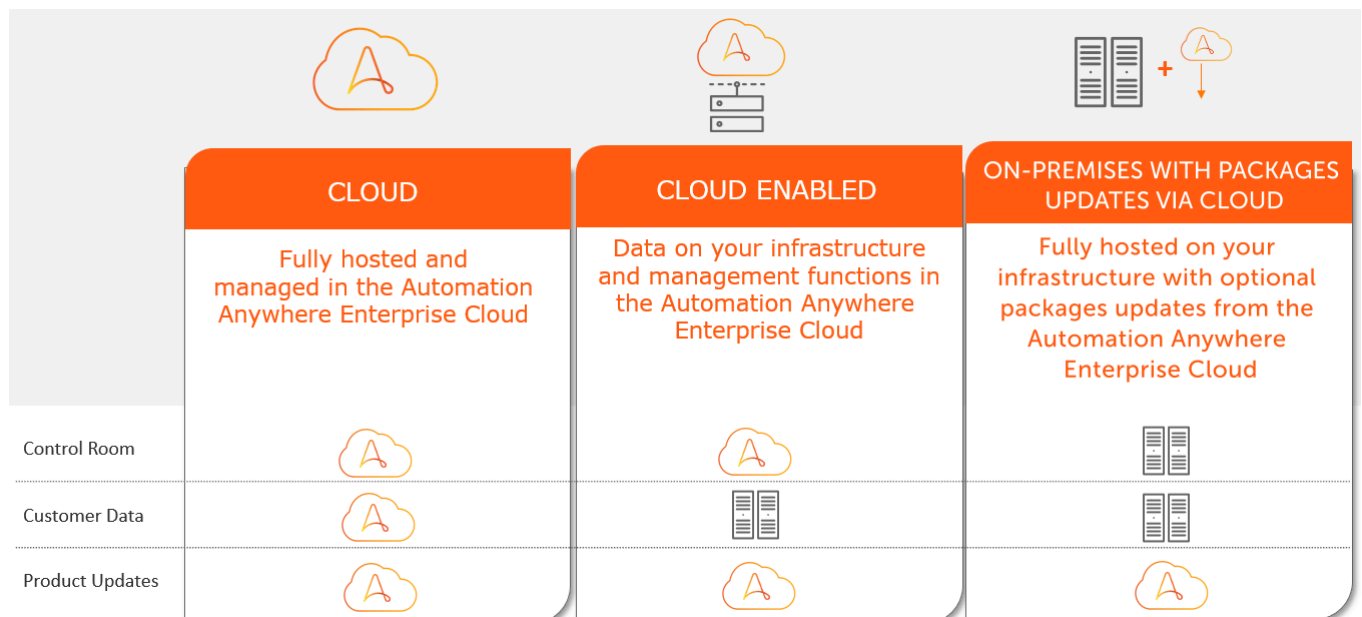 CLOUD
Fully hosted and
managed in the Automation
Anywhere Enterprise Cloud
CLOUD ENABLED
Data on your infrastructure
and management functions in
the Automation Anywhere
Enterprise Cloud
+
ON-PREMISES WITH PACKAGES
UPDATES VIA CLOUD
Fully hosted on your
infrastructure with optional
packages updates from the
Automation Anywhere
Enterprise Cloud
Control Room
Customer Data
Product Updates